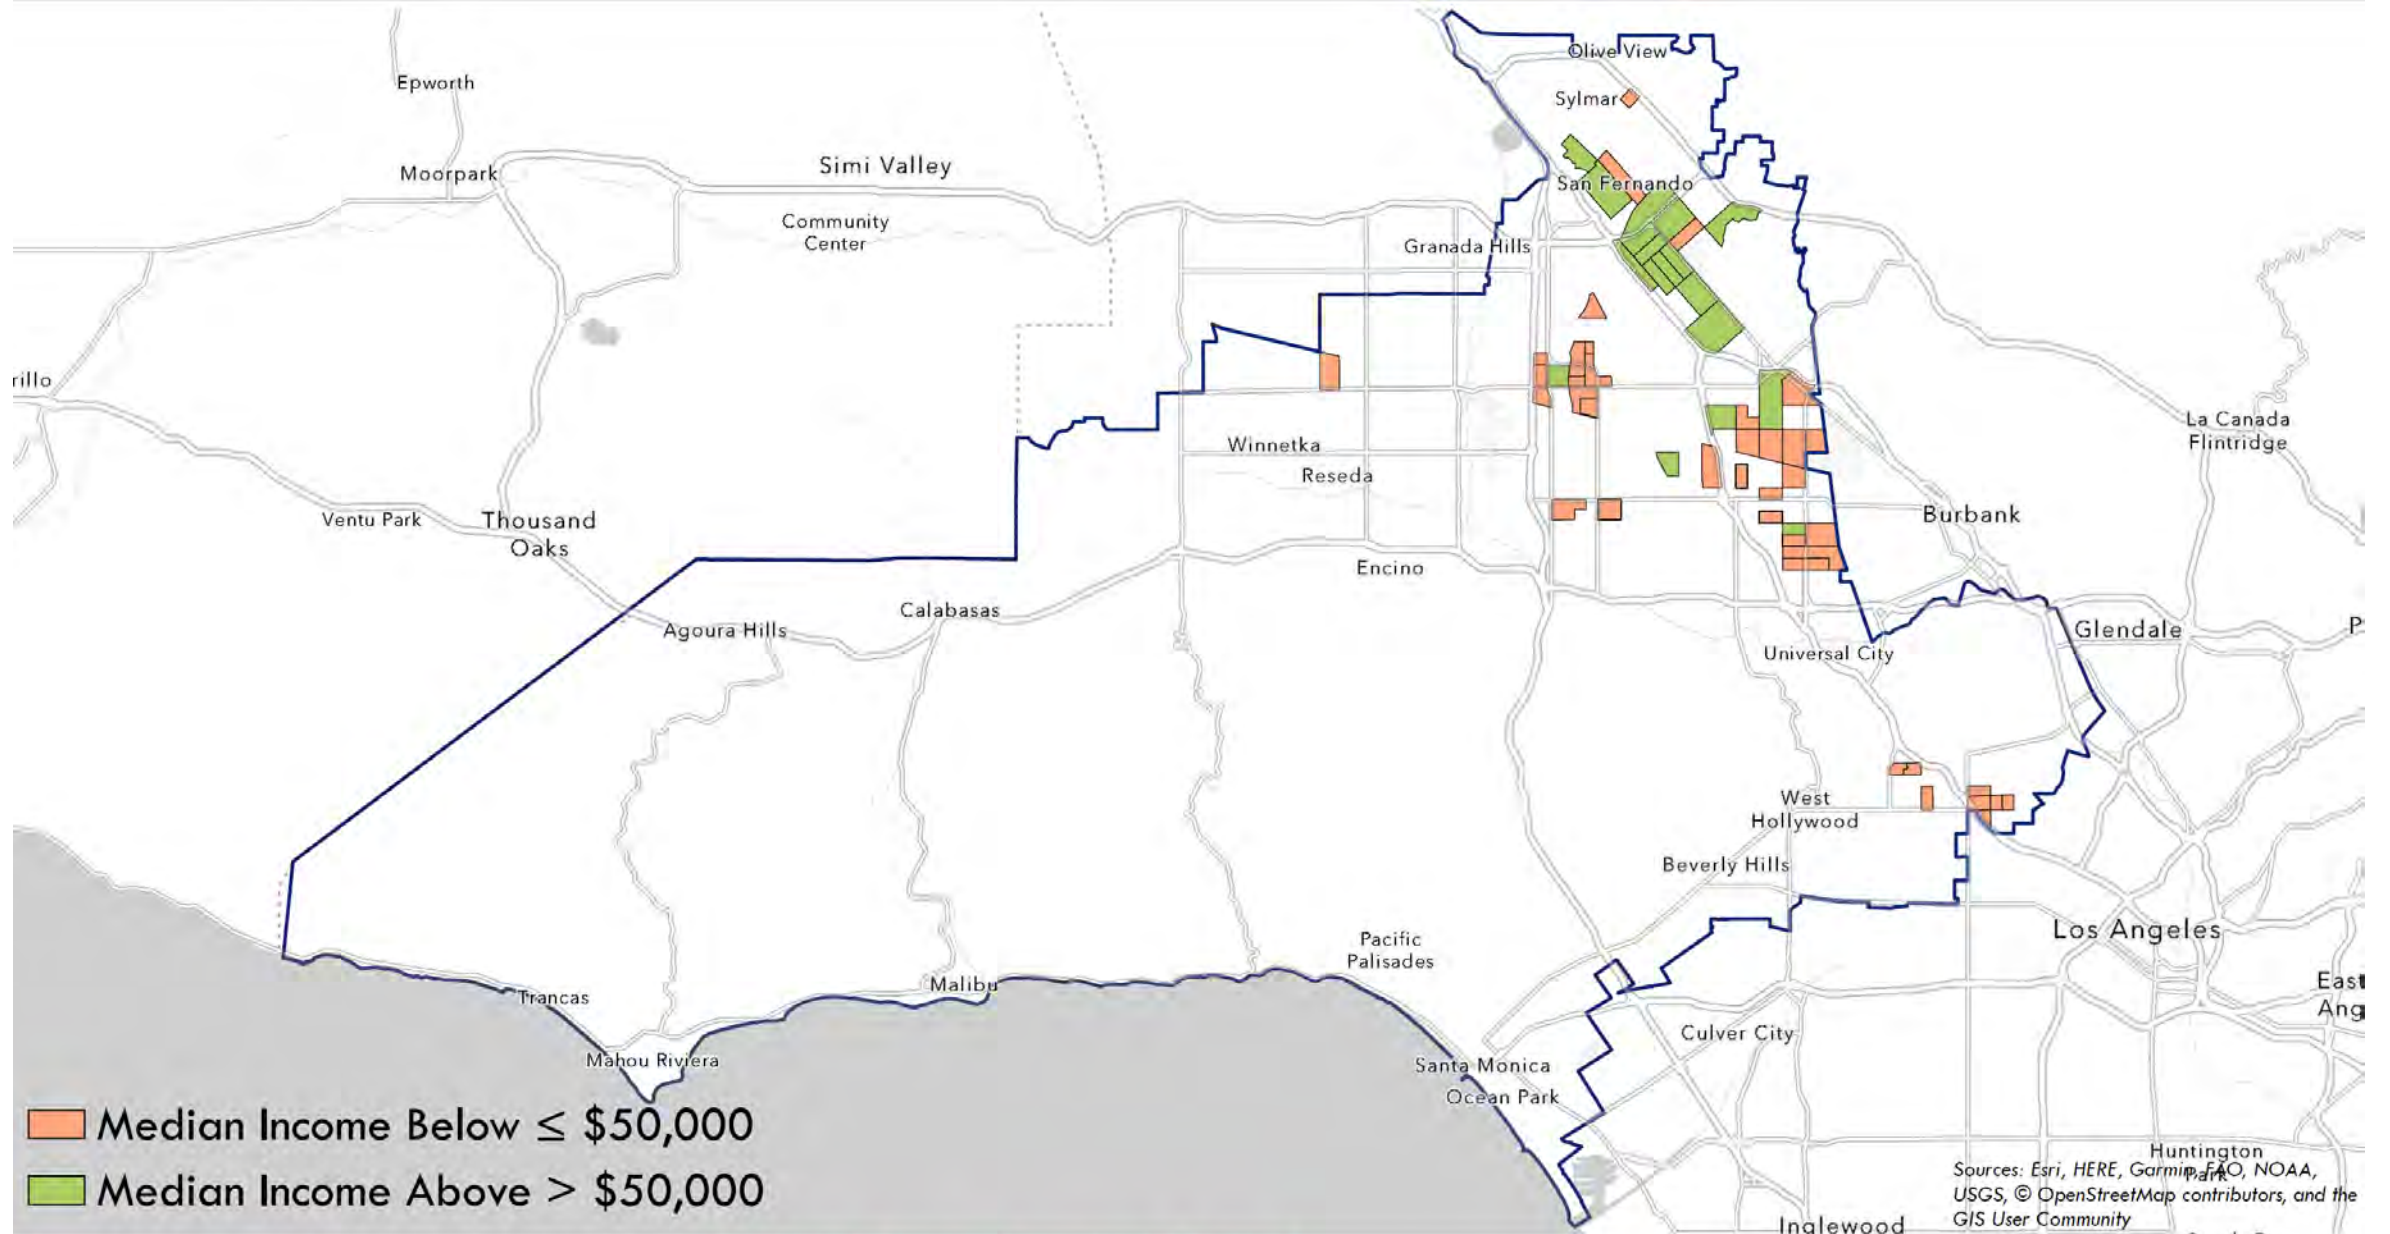 Olive View
Epworth
Sylmar
Simi Valley
Moorpark
San Fernando
Community
Center
Granada Hills
rillo
La Canada
Flintridge
Winnetka
Reseda
Ventu Park
Thousand
Oaks
Burbank
Encino
Calabasas
Agoura Hills
Glendale
P
Universal City
West
Hollywood
Beverly Hills
Los Angeles
Pacific
Palisades
Malibu
East
Ang
Trancas
Culver City
Mahou Riviera
Santa Monica
Ocean Park
Median Income Below ≤ $50,000
Median Income Above > $50,000
Huntington
Park
Sources: Esri, HERE, Garmin, FAO, NOAA,
USGS, © OpenStreetMap contributors, and the
GIS User Community
Inglewood